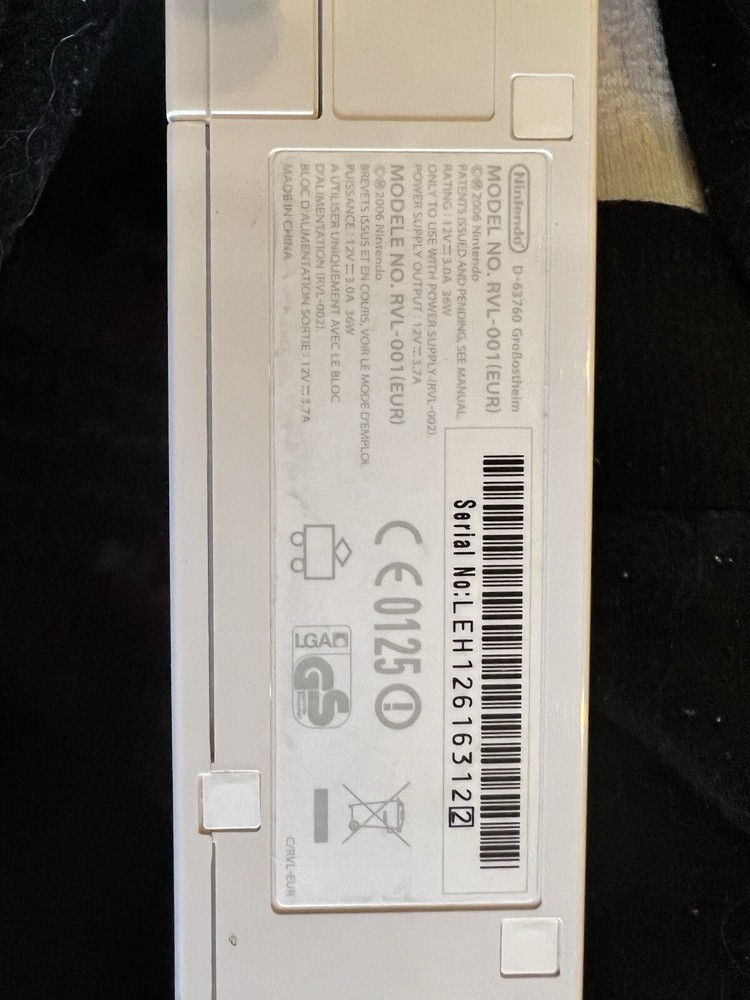 Nintendo® D-63760 Großostheim
MODEL NO. RVL-001(EUR)
©℗2006 Nintendo
PATENTS ISSUED AND PENDING, SEE MANUAL.
RATING : 12V⎓3.0A 36W
ONLY TO USE WITH POWER SUPPLY (RVL-002).
POWER SUPPLY OUTPUT : 12V⎓3.7A
MODELE NO. RVL-001(EUR)
©℗2006 Nintendo
BREVETS ISSUS ET EN COURS, VOIR LE MODE D'EMPLOI.
PUISSANCE : 12V⎓3.0A 36W
A UTILISER UNIQUEMENT AVEC LE BLOC
D'ALIMENTATION (RVL-002).
BLOC D'ALIMENTATION SORTIE : 12V⎓3.7A
MADE IN CHINA
Serial No:LEH126163122
CE0125
LGA
GS
C/RVL-EUR